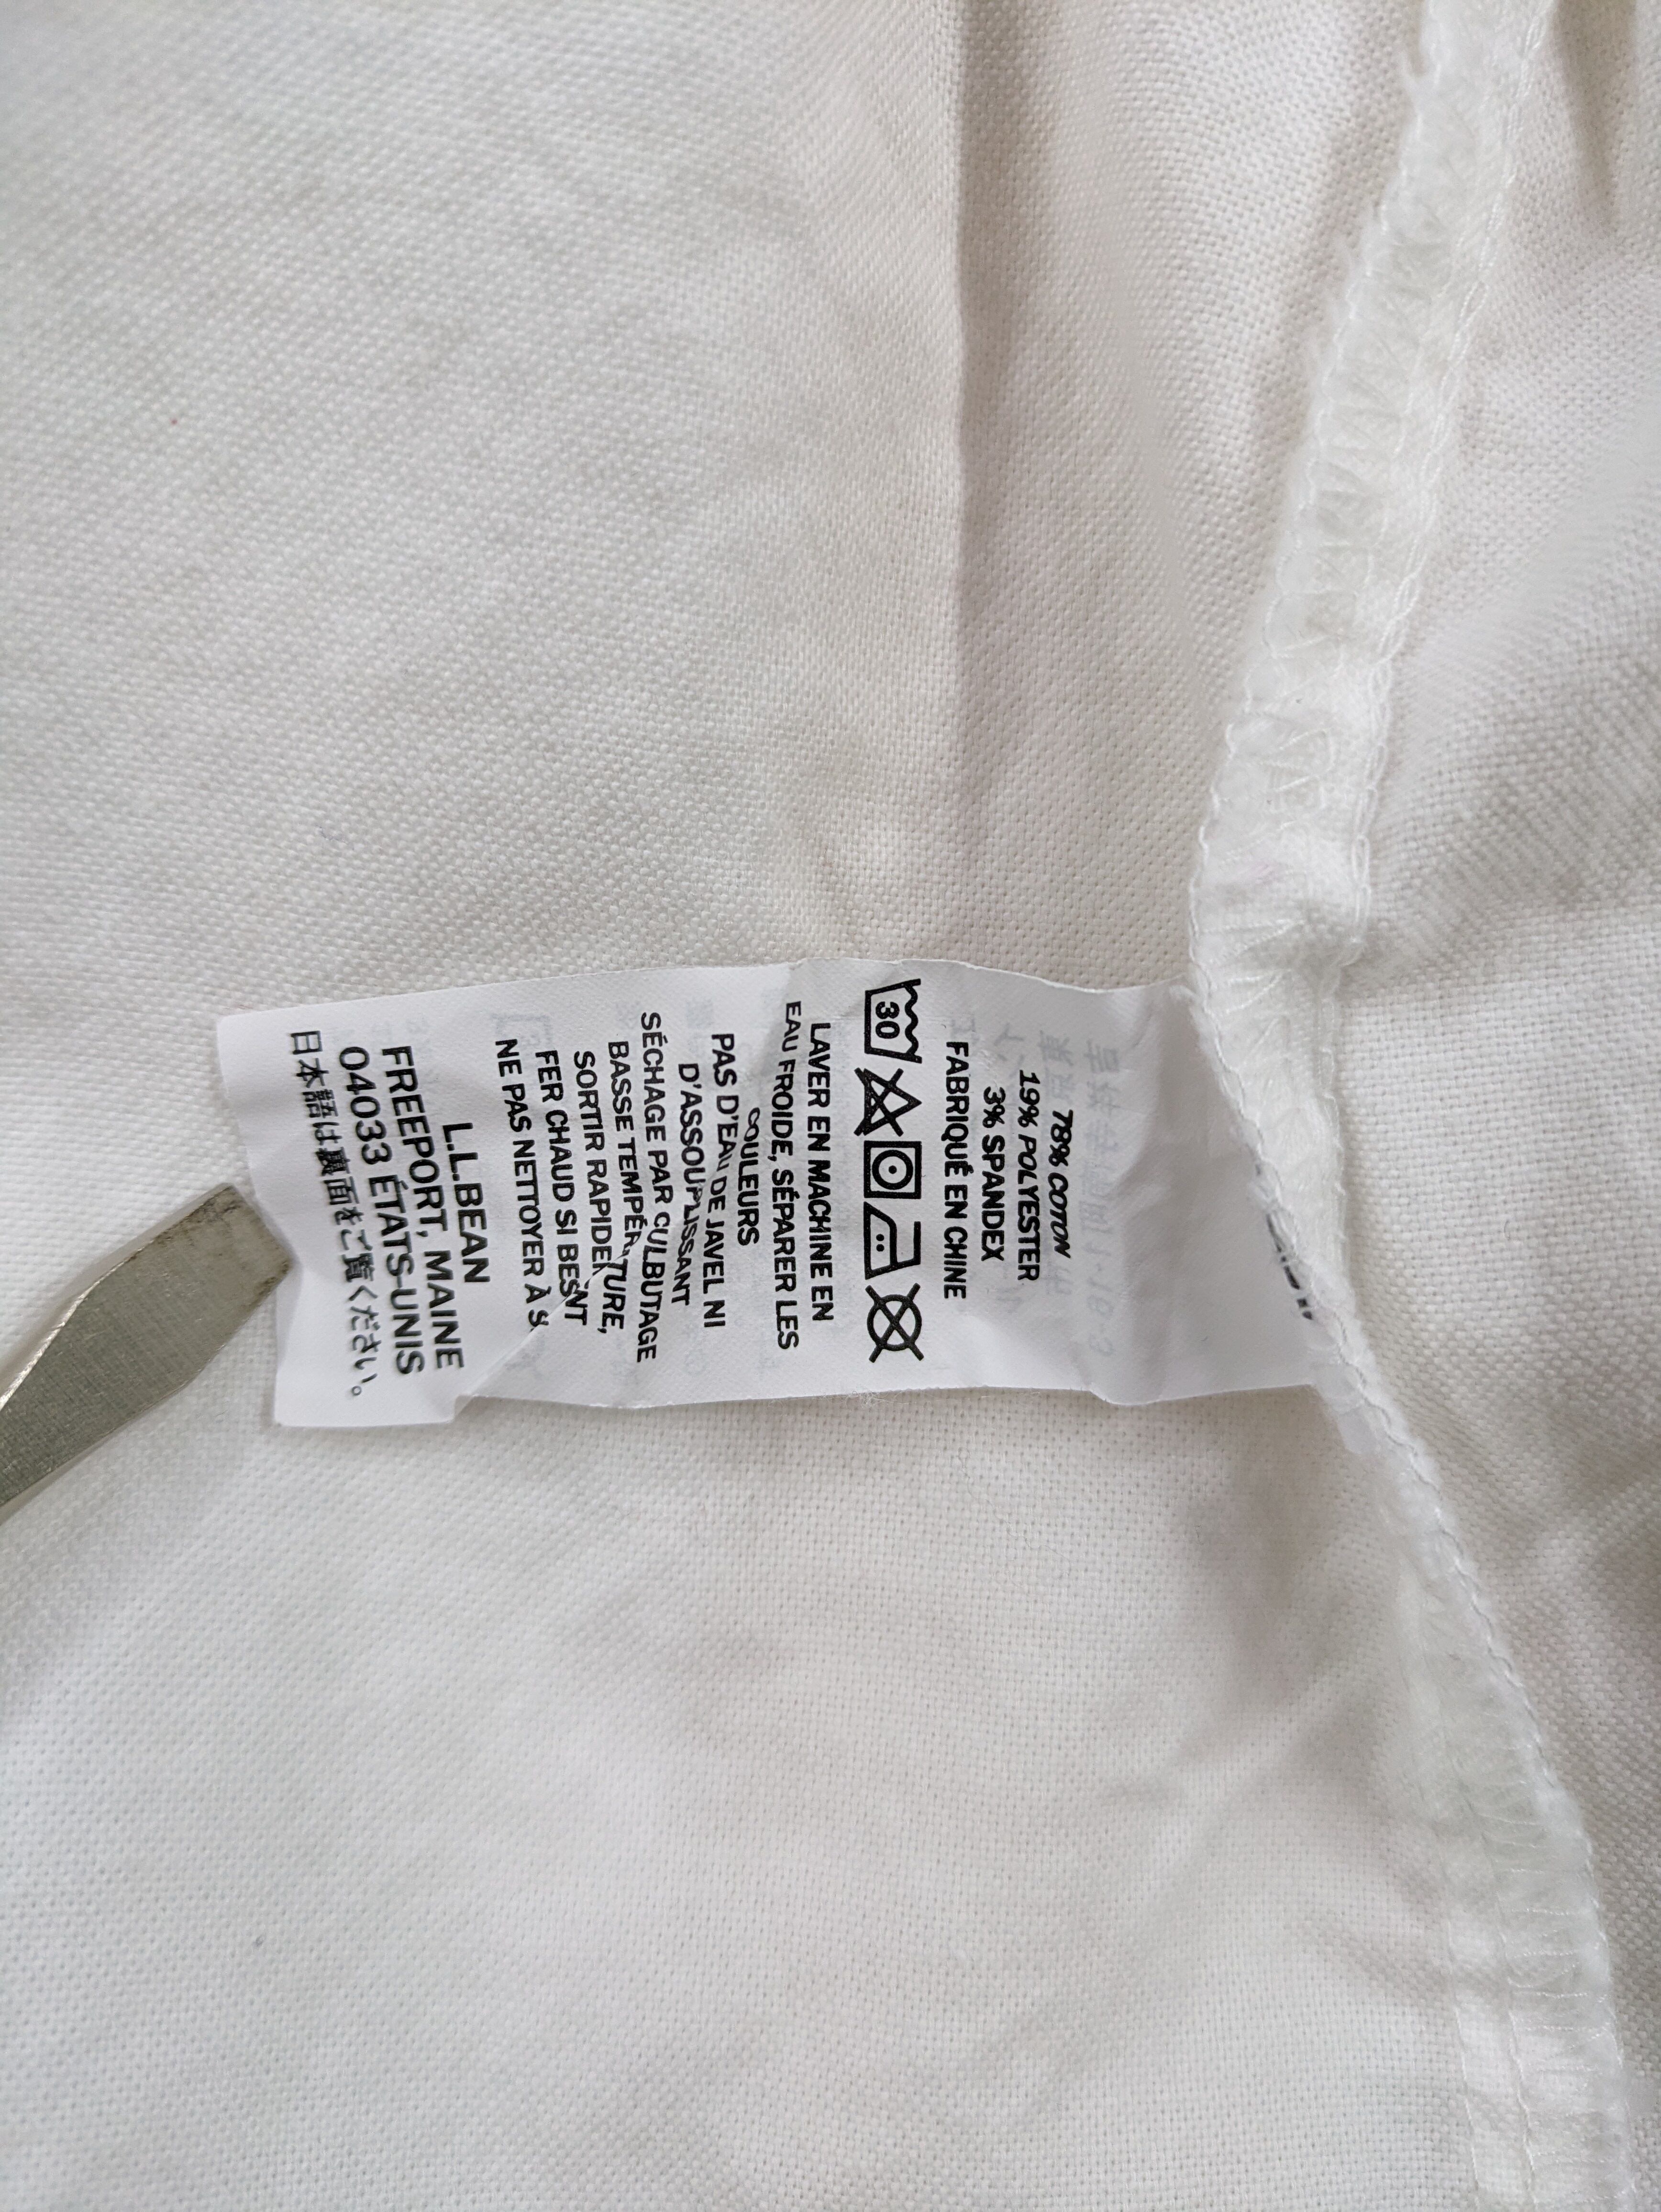 78% COTON
19% POLYESTER
3% SPANDEX
FABRIQUÉ EN CHINE
30
LAVER EN MACHINE EN
EAU FROIDE, SÉPARER LES
COULEURS
PAS D'EAU DE JAVEL NI
D'ASSOUPLISSANT
SÉCHAGE PAR CULBUTAGE
BASSE TEMPÉRATURE,
SORTIR RAPIDEMENT
FER CHAUD SI BESOIN
NE PAS NETTOYER À
L.L.BEAN
FREEPORT, MAINE
04033 ÉTATS-UNIS
日本語は裏面をご覧ください。